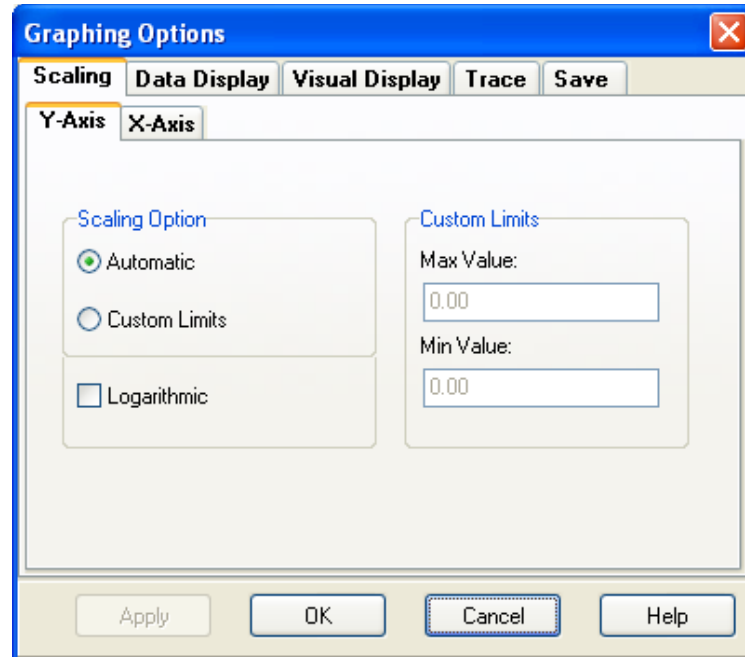 Graphing Options
Scaling Data Display Visual Display Trace Save
Y-Axis X-Axis
Scaling Option
Automatic
Custom Limits
Logarithmic
Custom Limits
Max Value:
0.00
Min Value:
0.00
Apply OK Cancel Help